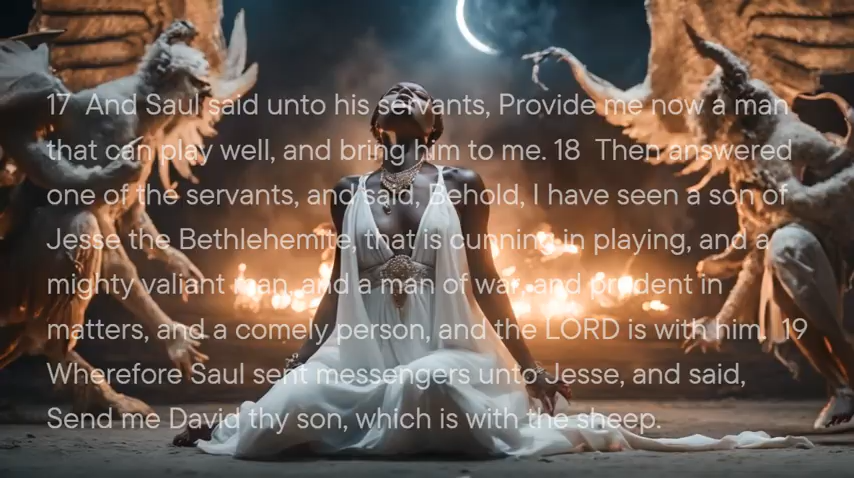 17 And Saul said unto his servants, Provide me now a man
that can play well, and bring him to me. 18 Then answered
one of the servants, and said, Behold, I have seen a son of
Jesse the Bethlehemite, that is cunning in playing, and a
mighty valiant man, and a man of war, and prudent in
matters, and a comely person, and the LORD is with him. 19
Wherefore Saul sent messengers unto Jesse, and said,
Send me David thy son, which is with the sheep.